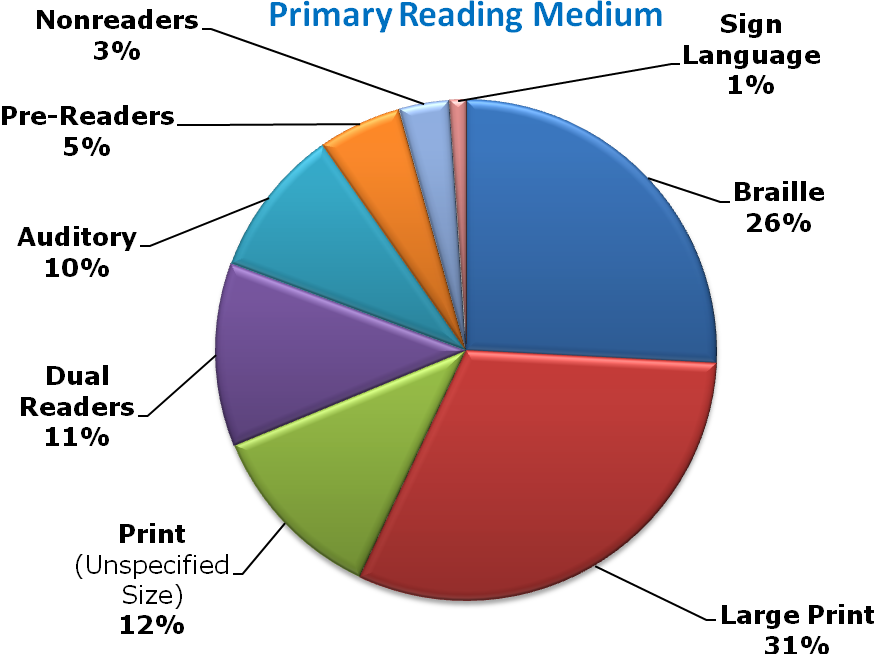 Primary Reading Medium
Nonreaders
3%
Sign
Language
1%
Pre-Readers
5%
Braille
26%
Auditory
10%
Dual
Readers
11%
Print
(Unspecified
Size)
12%
Large Print
31%